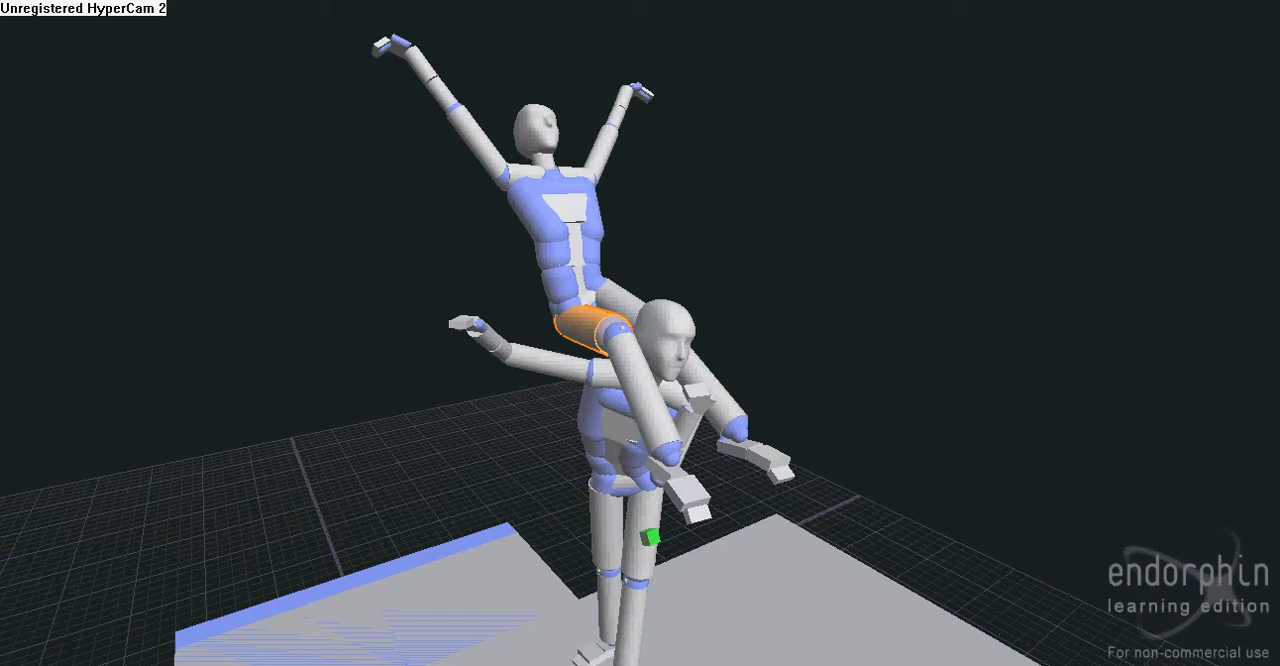 Unregistered HyperCam 2
endorphin
learning edition
For non-commercial use